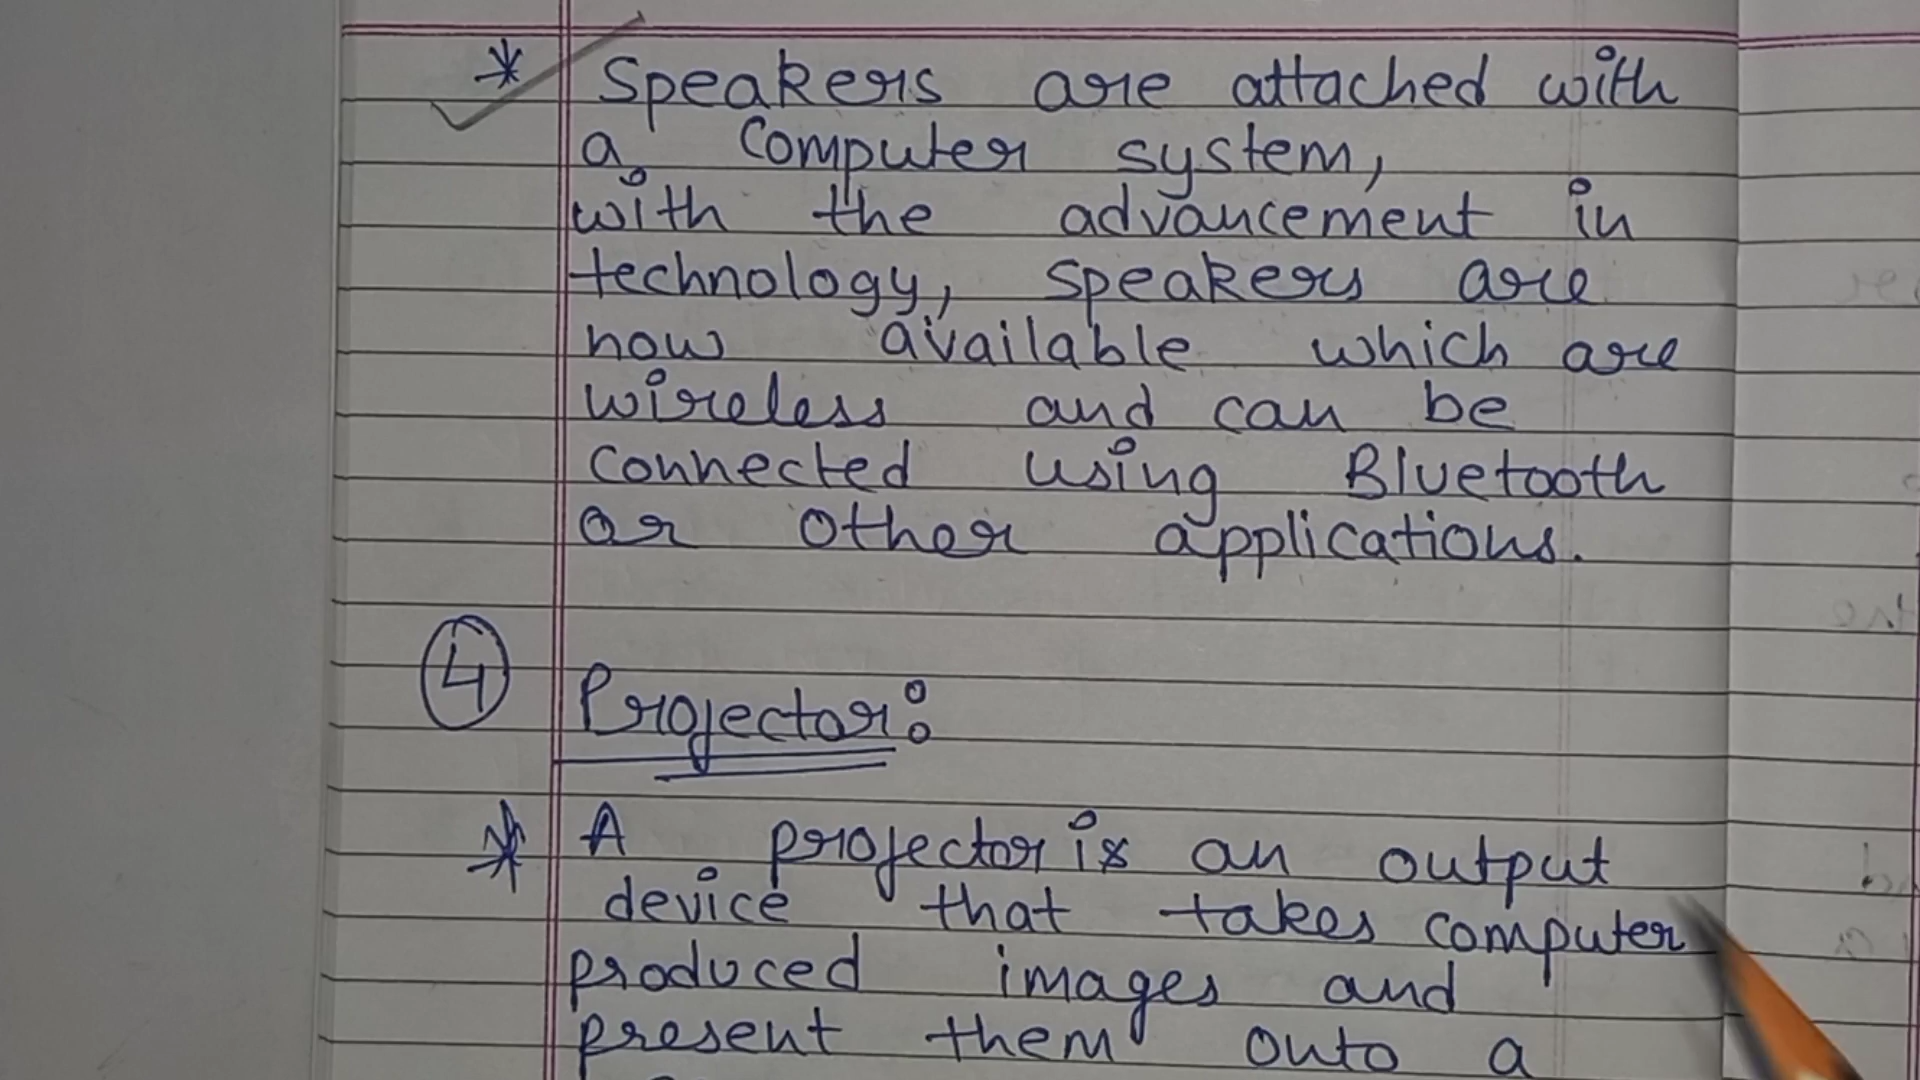 * Speakers are attached with
a computer system,
with the advancement in
technology, speakers are
now available which are
wireless and can be
connected using Bluetooth
or other applications.
4 Projector:
* A projector is an output
device that takes computer
produced images and
present them onto a